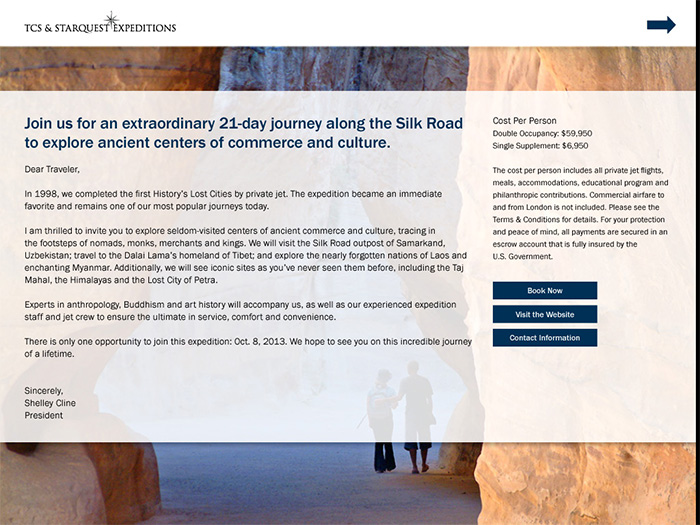 TCS & STARQUEST EXPEDITIONS
Join us for an extraordinary 21-day journey along the Silk Road
to explore ancient centers of commerce and culture.
Dear Traveler,
In 1998, we completed the first History's Lost Cities by private jet. The expedition became an immediate
favorite and remains one of our most popular journeys today.
I am thrilled to invite you to explore seldom-visited centers of ancient commerce and culture, tracing in
the footsteps of nomads, monks, merchants and kings. We will visit the Silk Road outpost of Samarkand,
Uzbekistan; travel to the Dalai Lama's homeland of Tibet; and explore the nearly forgotten nations of Laos and
enchanting Myanmar. Additionally, we will see iconic sites as you've never seen them before, including the Taj
Mahal, the Himalayas and the Lost City of Petra.
Experts in anthropology, Buddhism and art history will accompany us, as well as our experienced expedition
staff and jet crew to ensure the ultimate in service, comfort and convenience.
There is only one opportunity to join this expedition: Oct. 8, 2013. We hope to see you on this incredible journey
of a lifetime.
Sincerely,
Shelley Cline
President
Cost Per Person
Double Occupancy: $59,950
Single Supplement: $6,950
The cost per person includes all private jet flights,
meals, accommodations, educational program and
philanthropic contributions. Commercial airfare to
and from London is not included. Please see the
Terms & Conditions for details. For your protection
and peace of mind, all payments are secured in an
escrow account that is fully insured by the
U.S. Government.
Book Now
Visit the Website
Contact Information